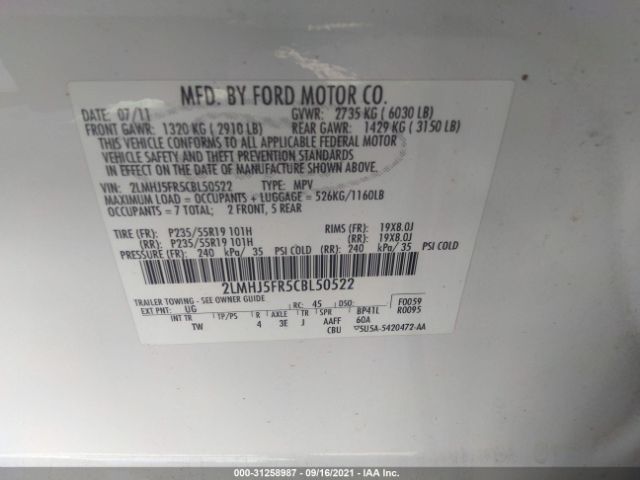 MFD. BY FORD MOTOR CO.
DATE: 07/11 GVWR: 2735 KG ( 6030 LB)
FRONT GAWR: 1320 KG ( 2910 LB) REAR GAWR: 1429 KG ( 3150 LB)
THIS VEHICLE CONFORMS TO ALL APPLICABLE FEDERAL MOTOR
VEHICLE SAFETY AND THEFT PREVENTION STANDARDS
IN EFFECT ON THE DATE OF MANUFACTURE SHOWN ABOVE.
VIN: 2LMHJ5FR5CBL50522 TYPE: MPV
MAXIMUM LOAD = OCCUPANTS + LUGGAGE = 526KG/1160LB
OCCUPANTS = 7 TOTAL; 2 FRONT, 5 REAR
TIRE (FR): P235/55R19 101H RIMS (FR): 19X8.0J
(RR): P235/55R19 101H (RR): 19X8.0J
PRESSURE (FR): 240 kPa/ 35 PSI COLD (RR): 240 kPa/ 35 PSI COLD
2LMHJ5FR5CBL50522
TRAILER TOWING - SEE OWNER GUIDE
EXT PNT: UG RC: 45 DSO: F0059
INT TR TP/PS R AXLE TR SPR BP41L R0095
TW 4 3E J AAFF 60A
CBU 5U5A-5420472-AA
000-31258987 - 09/16/2021 - IAA Inc.